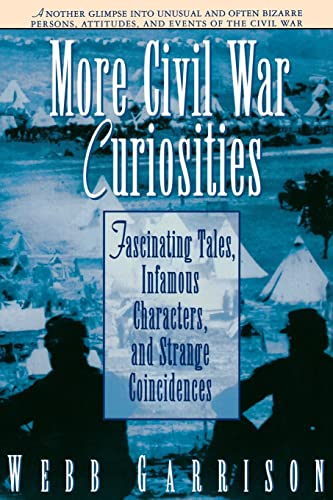 ANOTHER GLIMPSE INTO UNUSUAL AND OFTEN BIZARRE
PERSONS, ATTITUDES, AND EVENTS OF THE CIVIL WAR
More Civil War
Curiosities
Fascinating Tales,
Infamous
Characters,
and Strange
Coincidences
WEBB GARRISON